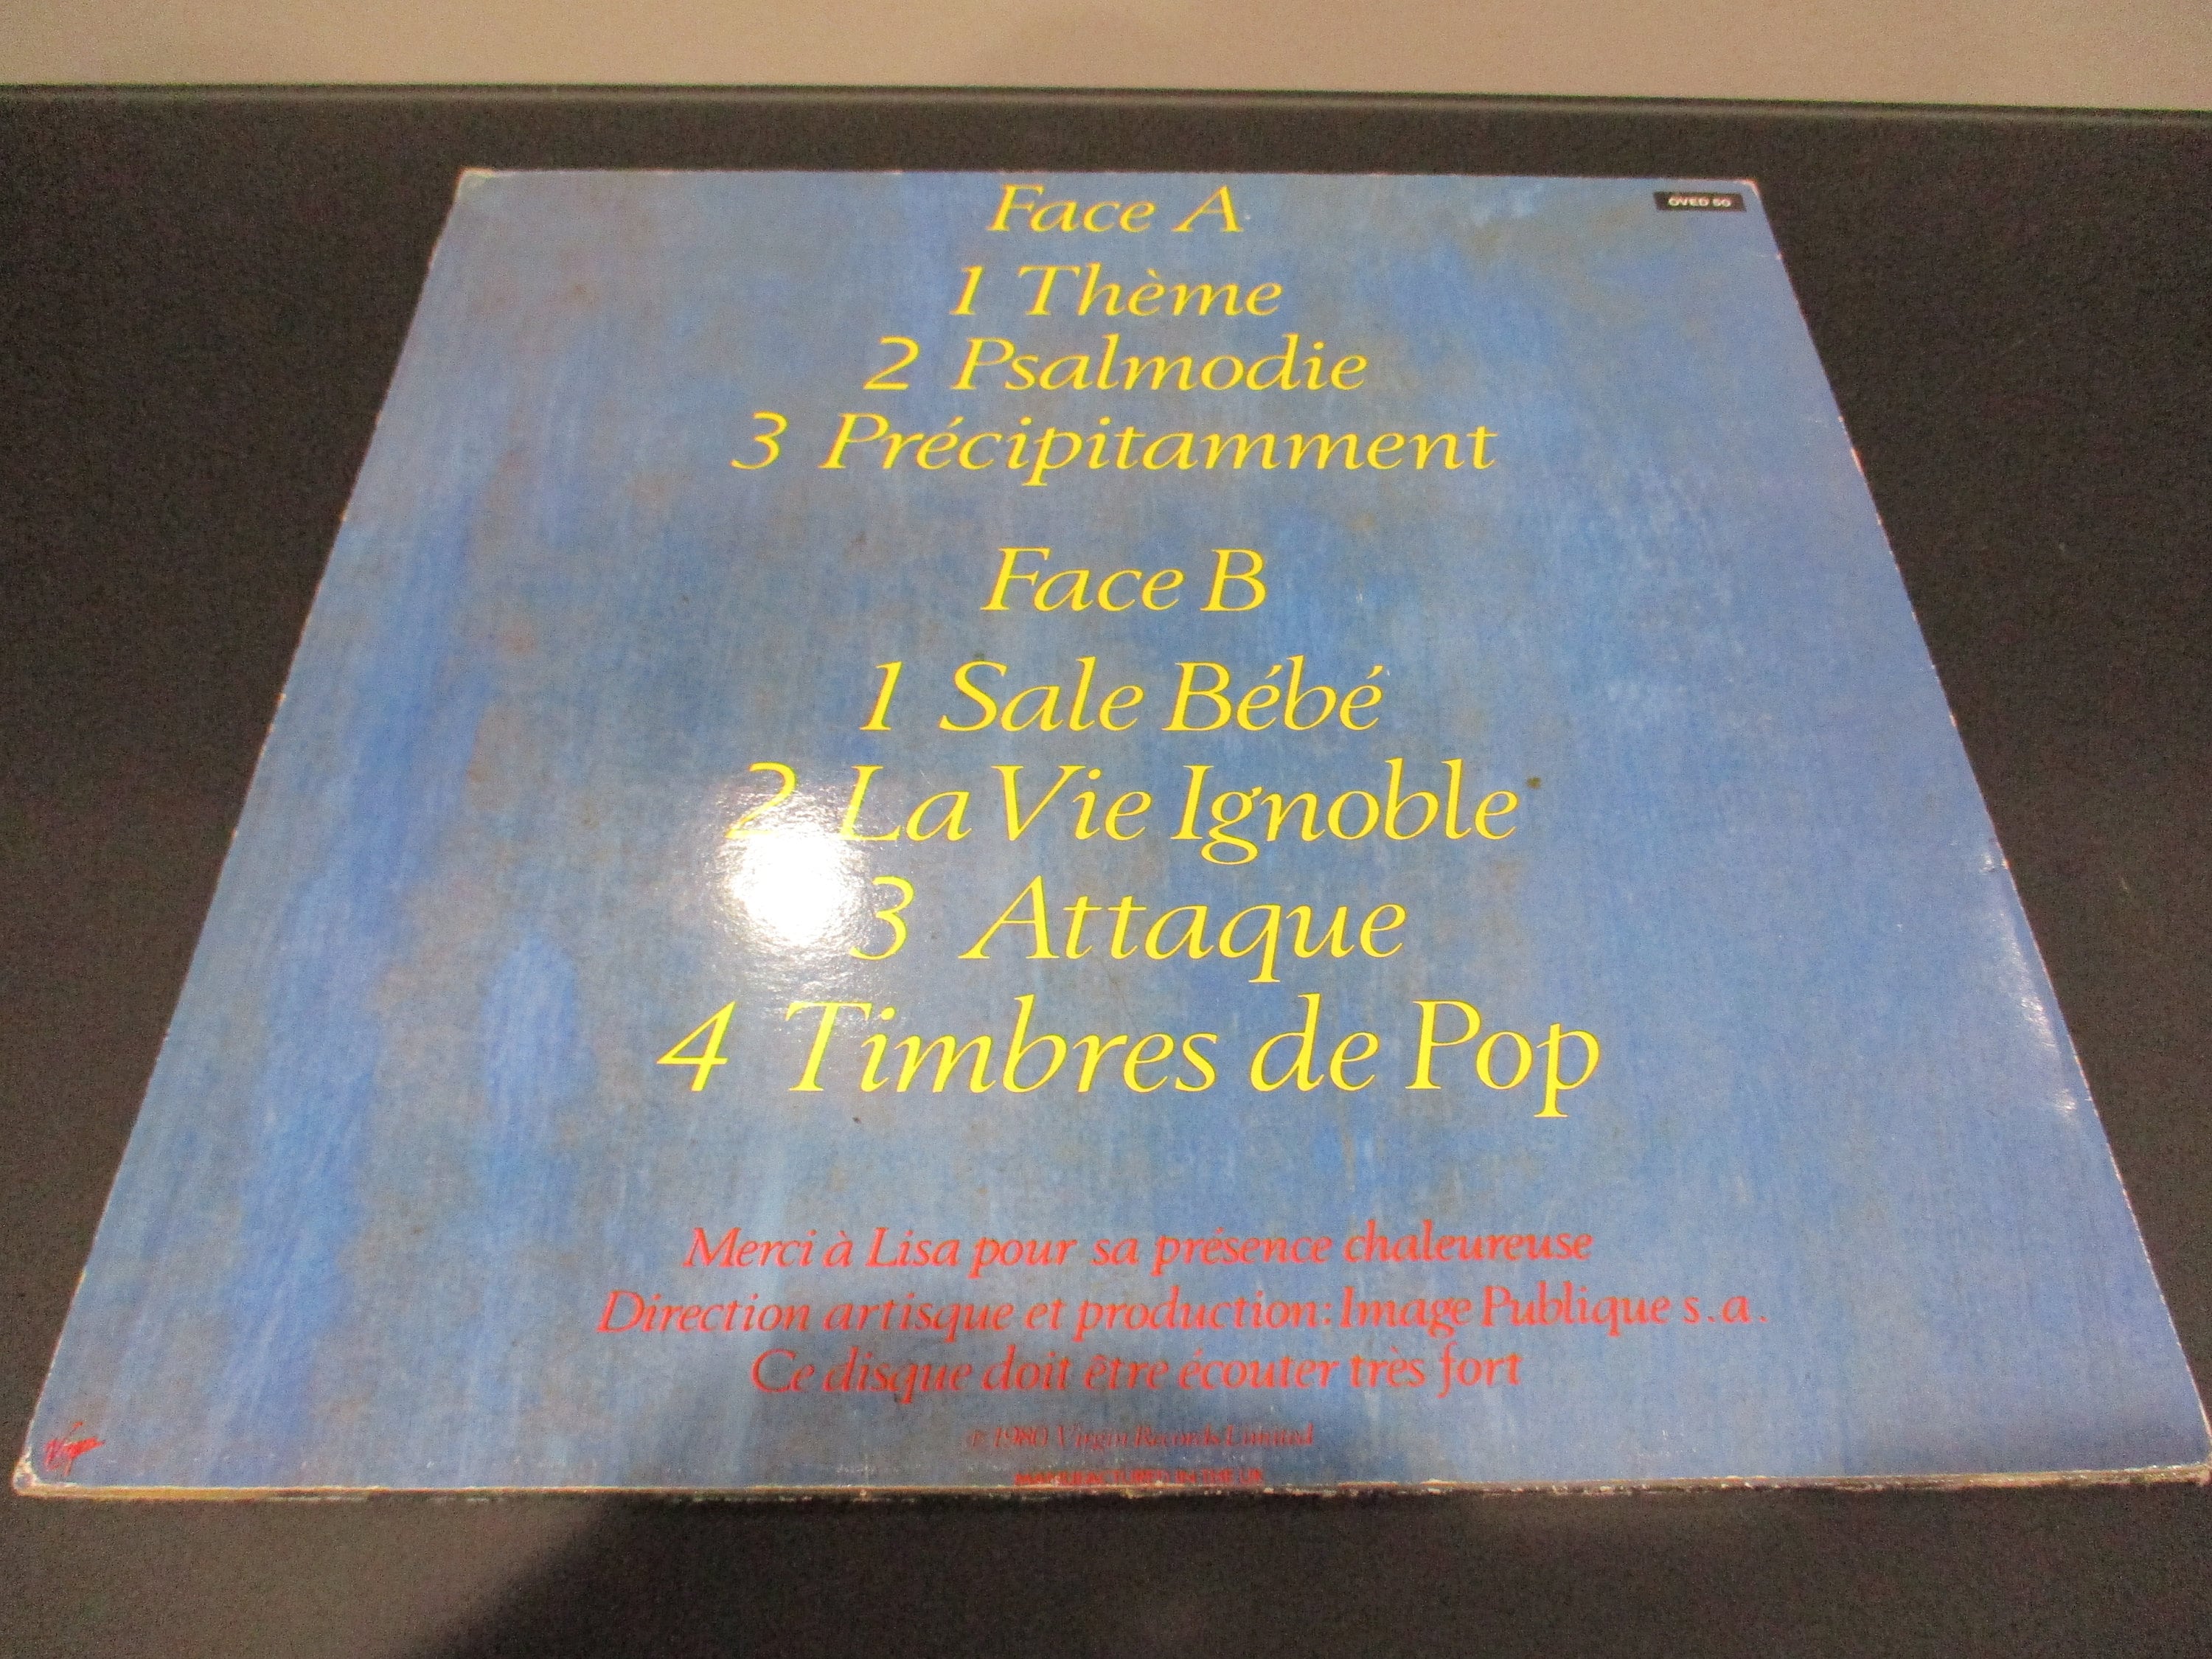 OVED 50
Face A
1 Thème
2 Psalmodie
3 Précipitamment
Face B
1 Sale Bébé
2 La Vie Ignoble
3 Attaque
4 Timbres de Pop
Merci à Lisa pour sa présence chaleureuse
Direction artisque et production: Image Publique s.a.
Ce disque doit être écouter très fort
℗ 1980 Virgin Records Limited
MANUFACTURED IN THE UK
Virgin